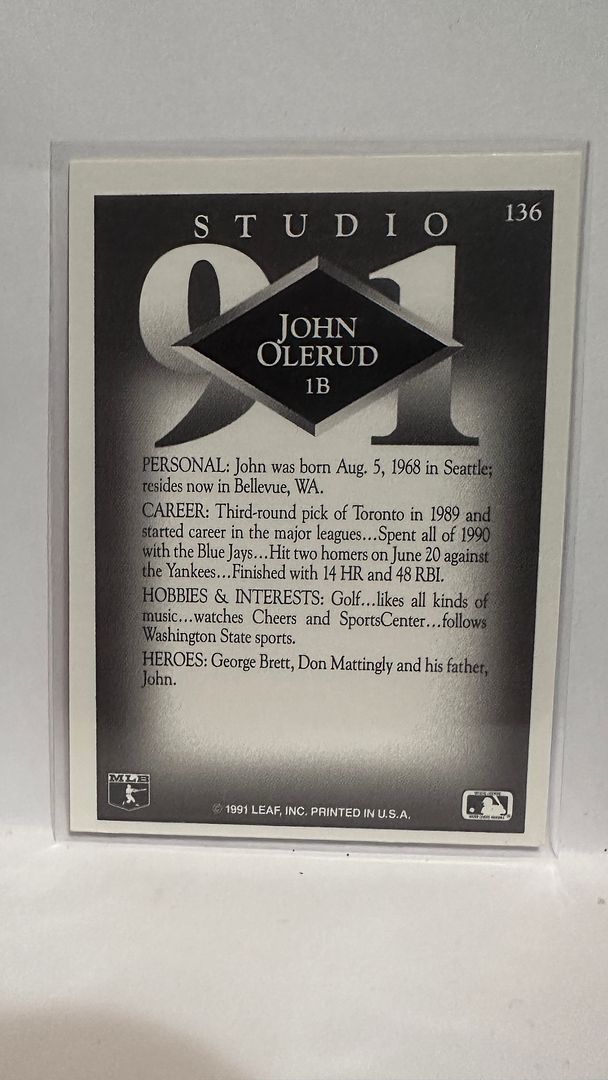 STUDIO
136
91
JOHN
OLERUD
1B
PERSONAL: John was born Aug. 5, 1968 in Seattle;
resides now in Bellevue, WA.
CAREER: Third-round pick of Toronto in 1989 and
started career in the major leagues...Spent all of 1990
with the Blue Jays...Hit two homers on June 20 against
the Yankees...Finished with 14 HR and 48 RBI.
HOBBIES & INTERESTS: Golf...likes all kinds of
music...watches Cheers and SportsCenter...follows
Washington State sports.
HEROES: George Brett, Don Mattingly and his father,
John.
MLB
© 1991 LEAF, INC. PRINTED IN U.S.A.